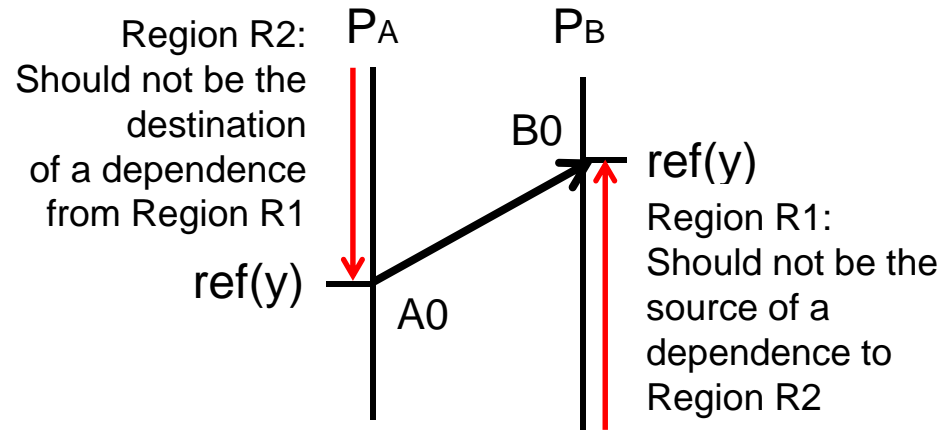 Region R2:
Should not be the
destination
of a dependence
from Region R1
PA
PB
B0
ref(y)
ref(y)
A0
Region R1:
Should not be the
source of a
dependence to
Region R2